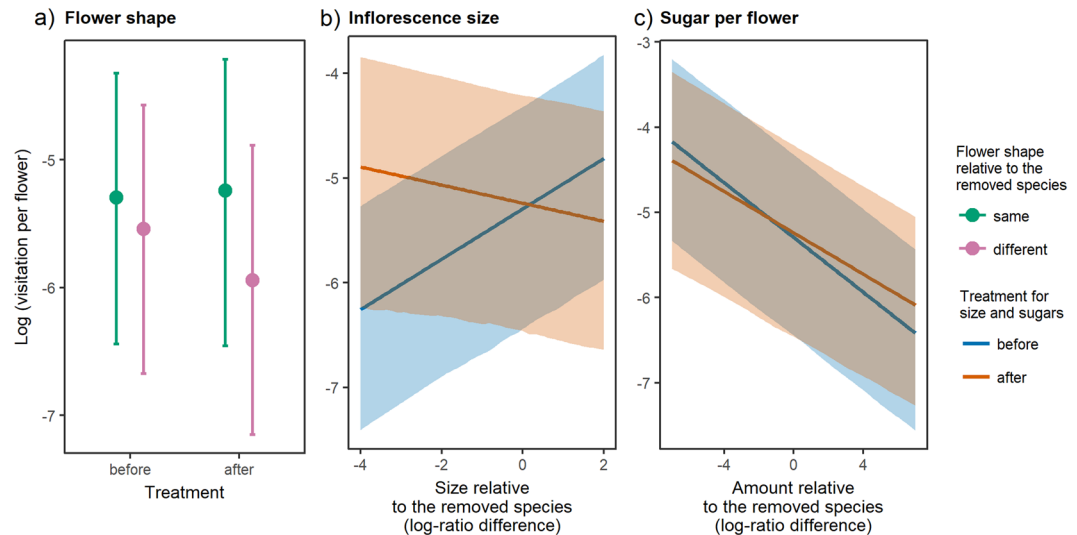 a) Flower shape
Log (visitation per flower)
-5
-6
-7
before after
Treatment
b) Inflorescence size
-4
-5
-6
-7
-4 -2 0 2
Size relative
to the removed species
(log-ratio difference)
c) Sugar per flower
-3
-4
-5
-6
-7
-4 0 4
Amount relative
to the removed species
(log-ratio difference)
Flower shape
relative to the
removed species
same
different
Treatment for
size and sugars
before
after